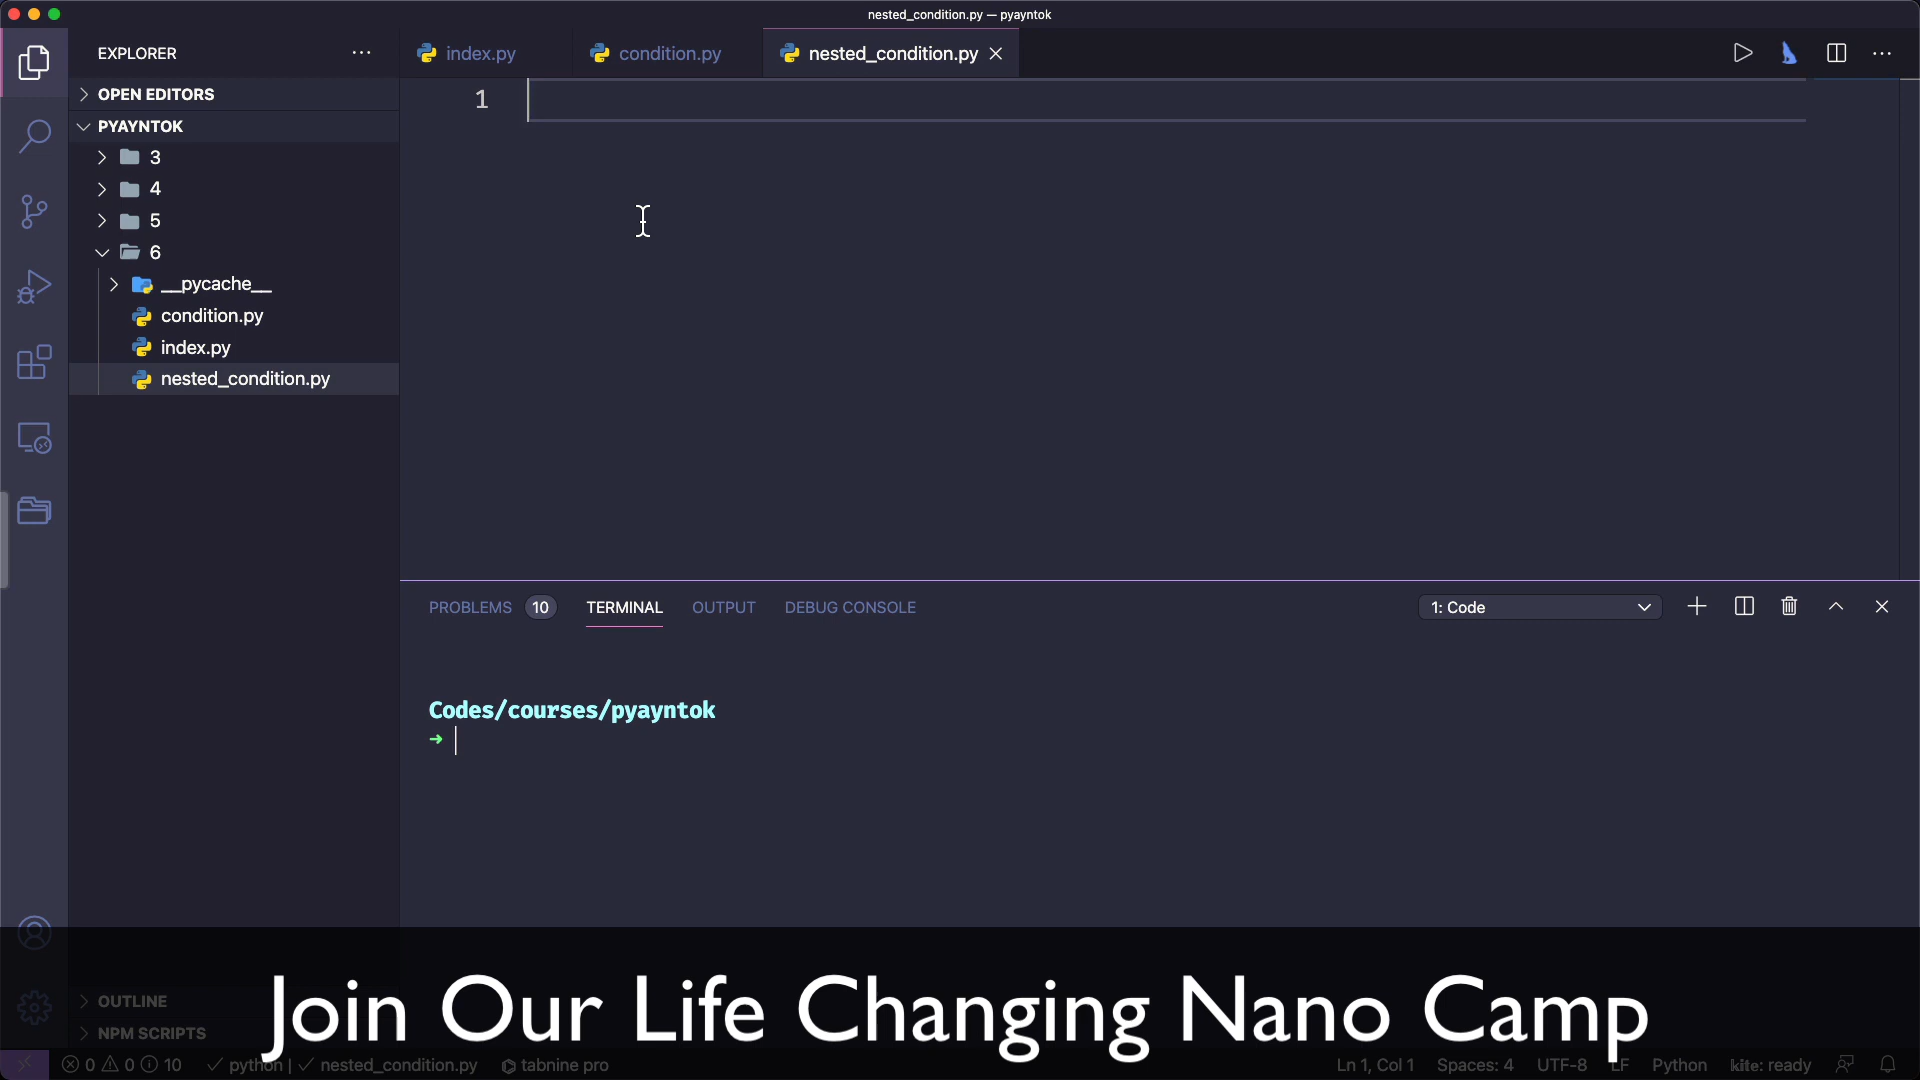 nested_condition.py — pyayntok
EXPLORER
index.py
condition.py
nested_condition.py
OPEN EDITORS
PYAYNTOK
3
4
5
6
__pycache__
condition.py
index.py
nested_condition.py
1
PROBLEMS 10 TERMINAL OUTPUT DEBUG CONSOLE
1: Code
Codes/courses/pyayntok
➜
OUTLINE
NPM SCRIPTS
Join Our Life Changing Nano Camp
0 0 10 python | nested_condition.py tabnine pro
Ln 1, Col 1 Spaces: 4 UTF-8 LF Python kite: ready